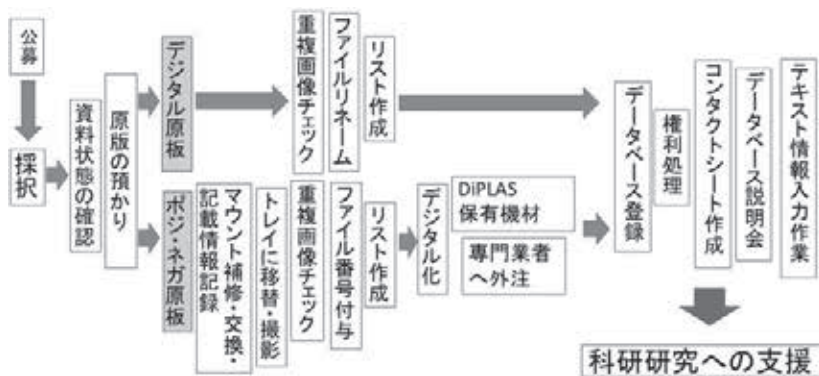 公募
採択
資料状態の確認
原版の預かり
デジタル原板
重複画像チェック
ファイルリネーム
リスト作成
ポジ・ネガ原板
マウント補修・交換・
記載情報記録
トレイに移替・撮影
重複画像チェック
ファイル番号付与
リスト作成
デジタル化
DiPLAS
保有機材
専門業者
へ外注
データベース登録
権利処理
コンタクトシート作成
データベース説明会
テキスト情報入力作業
科研研究への支援